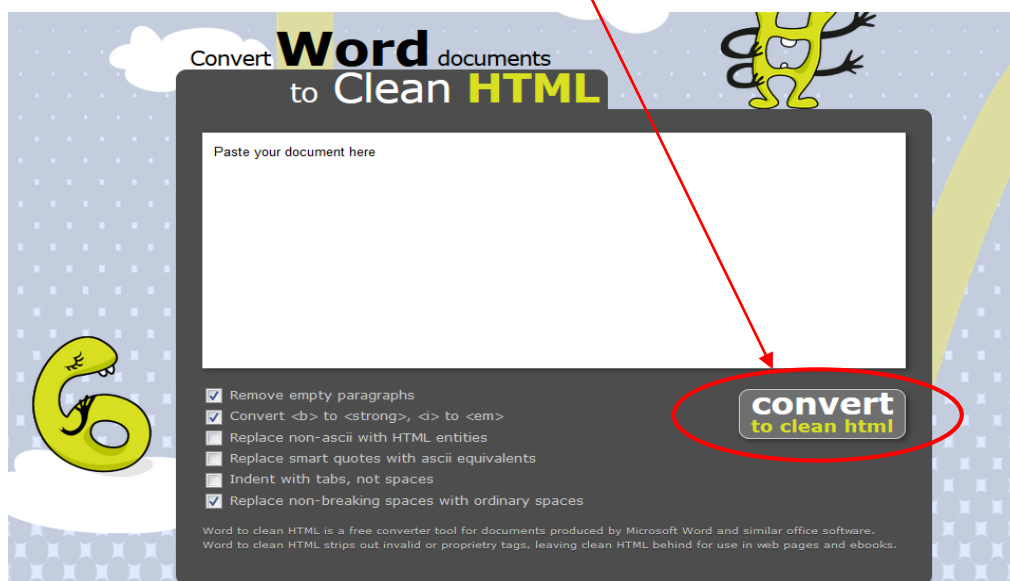 Convert Word documents
to Clean HTML
Paste your document here
Remove empty paragraphs
Convert <b> to <strong>, <i> to <em>
Replace non-ascii with HTML entities
Replace smart quotes with ascii equivalents
Indent with tabs, not spaces
Replace non-breaking spaces with ordinary spaces
convert
to clean html
Word to clean HTML is a free converter tool for documents produced by Microsoft Word and similar office software.
Word to clean HTML strips out invalid or proprietry tags, leaving clean HTML behind for use in web pages and ebooks.